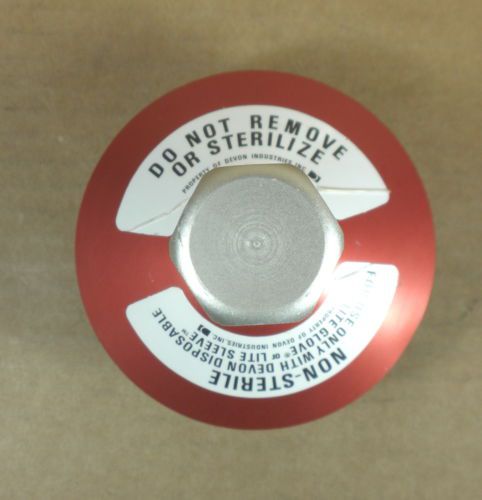 DO NOT REMOVE
OR STERILIZE
PROPERTY OF DEVON INDUSTRIES INC
NON-STERILE
FOR USE ONLY WITH DEVON DISPOSABLE
LITE GLOVE® or LITE SLEEVE™
PROPERTY OF DEVON INDUSTRIES, INC